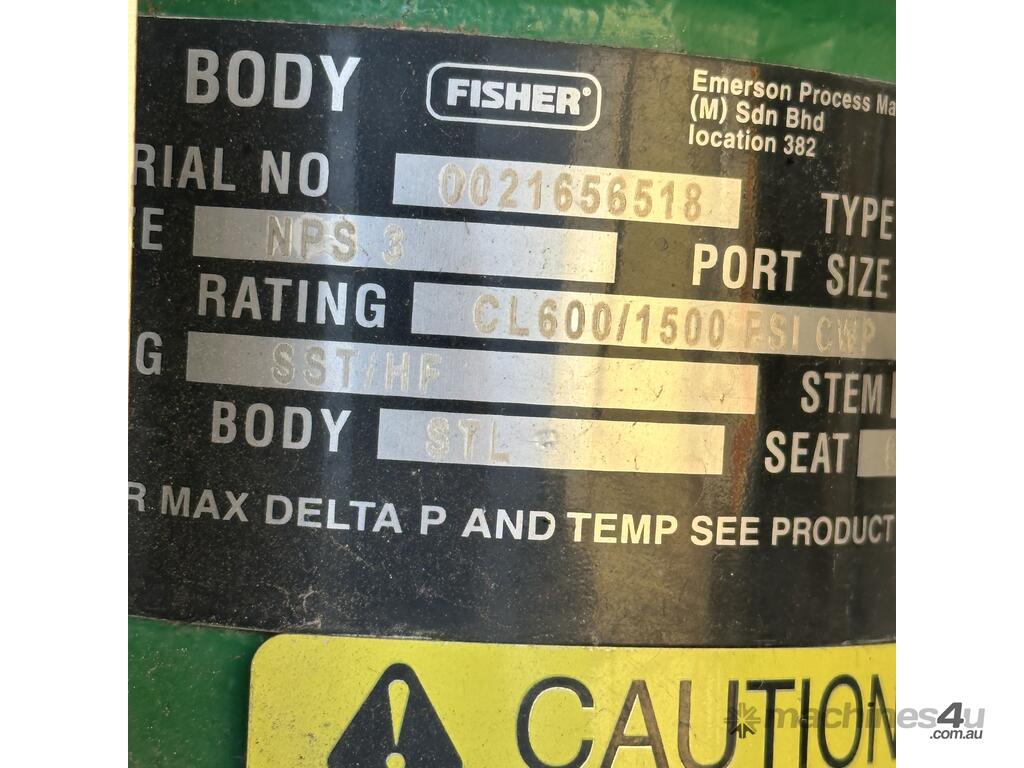 BODY FISHER® Emerson Process Ma
(M) Sdn Bhd
location 382
RIAL NO 0021656518 TYPE
ZE NPS 3 PORT SIZE
RATING CL600/1500 PSI CWP
G SST/HF STEM
BODY STL SEAT
R MAX DELTA P AND TEMP SEE PRODUCT
CAUTION
machines4u
.com.au